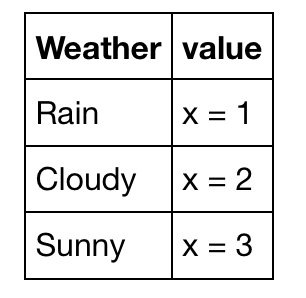 Weather value
Rain x = 1
Cloudy x = 2
Sunny x = 3